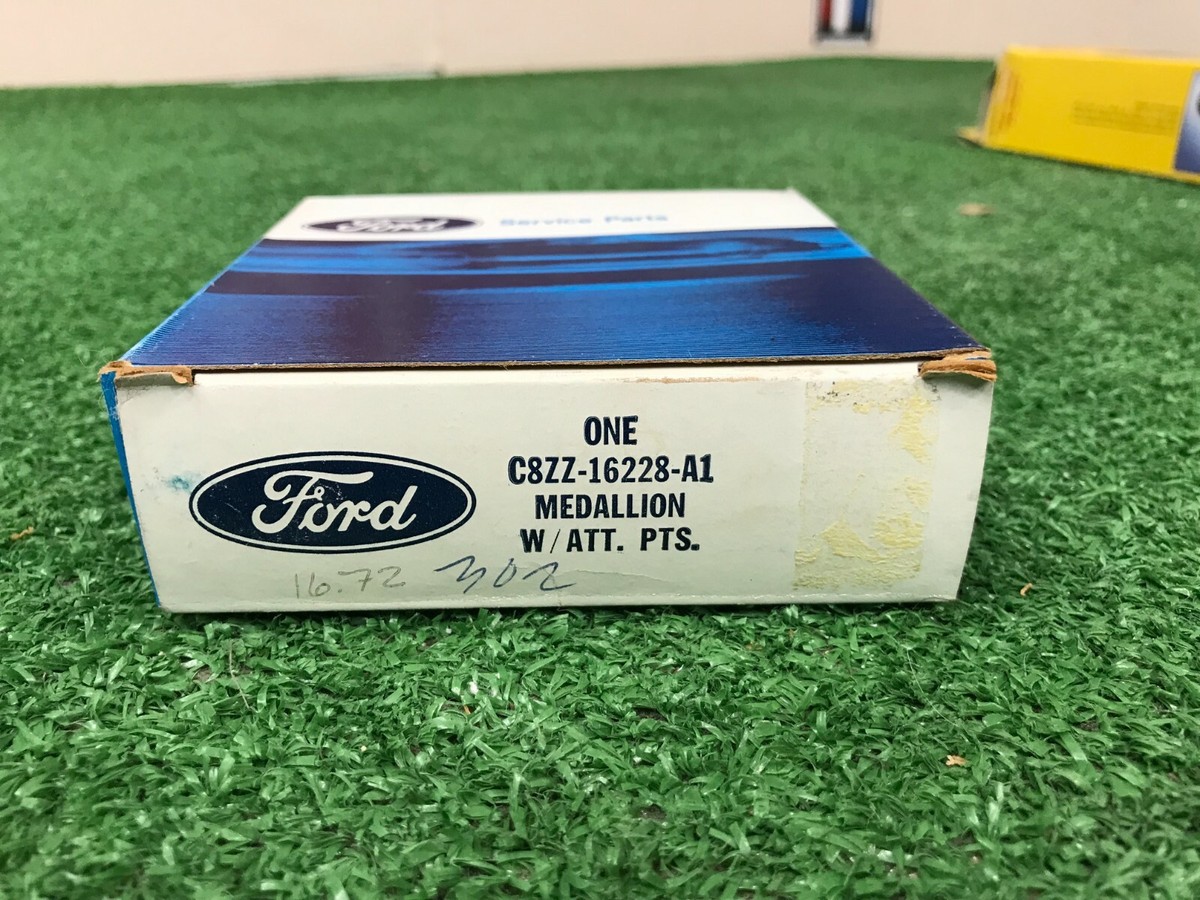 Ford Service Parts
Ford
ONE
C8ZZ-16228-A1
MEDALLION
W/ATT. PTS.
16.72 302